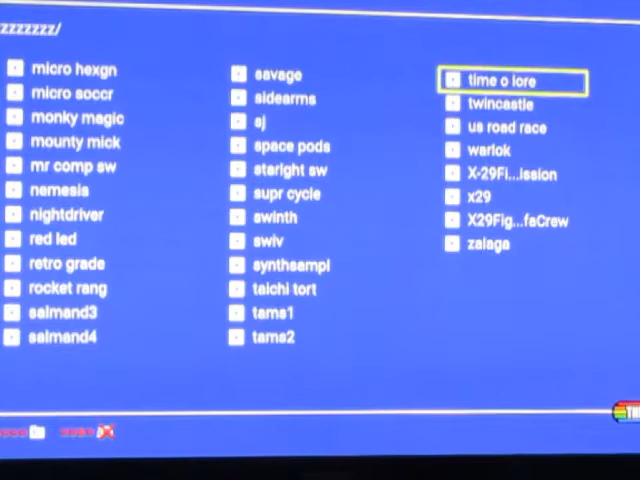 zzzzzzz/
micro hexgn
micro soccr
monky magic
mounty mick
mr comp sw
nemesis
nightdriver
red led
retro grade
rocket rang
salmand3
salmand4
savage
sidearms
sj
space pods
starlght sw
supr cycle
swinth
swiv
synthsampl
taichi tort
tams1
tams2
time o lore
twincastle
us road race
warlok
X-29Fi...ission
x29
X29Fig...faCrew
zalaga